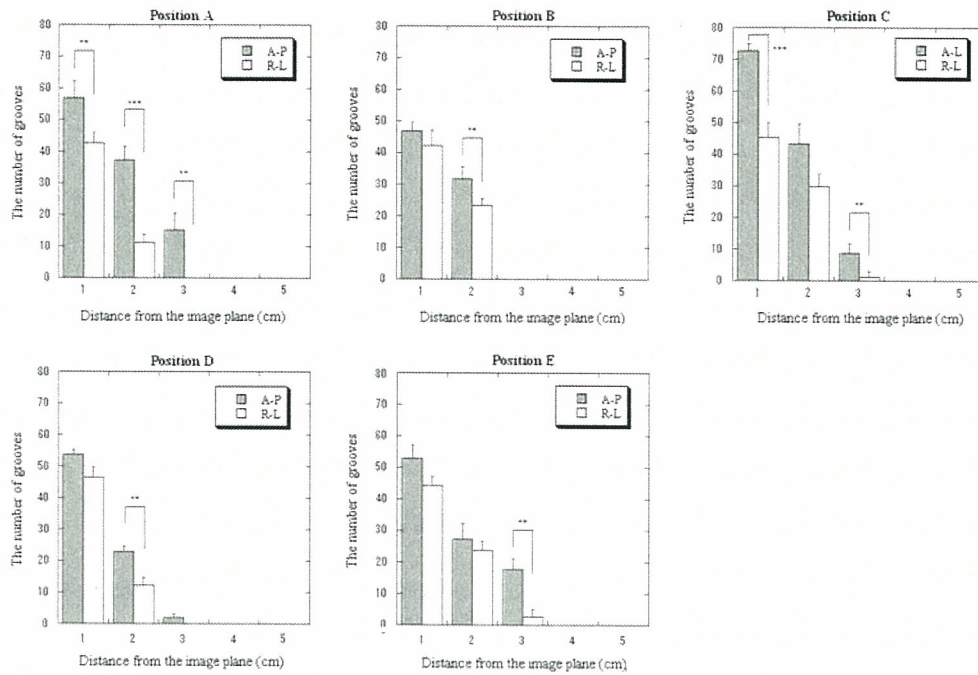 Position A
80
70
60
50
40
30
20
10
0
The number of grooves
**
***
**
A-P
R-L
1 2 3 4 5
Distance from the image plane (cm)
Position B
80
70
60
50
40
30
20
10
0
The number of grooves
**
A-P
R-L
1 2 3 4 5
Distance from the image plane (cm)
Position C
80
70
60
50
40
30
20
10
0
The number of grooves
***
**
A-L
R-L
1 2 3 4 5
Distance from the image plane (cm)
Position D
80
70
60
50
40
30
20
10
0
The number of grooves
**
A-P
R-L
1 2 3 4 5
Distance from the image plane (cm)
Position E
80
70
60
50
40
30
20
10
0
The number of grooves
**
A-P
R-L
1 2 3 4 5
Distance from the image plane (cm)